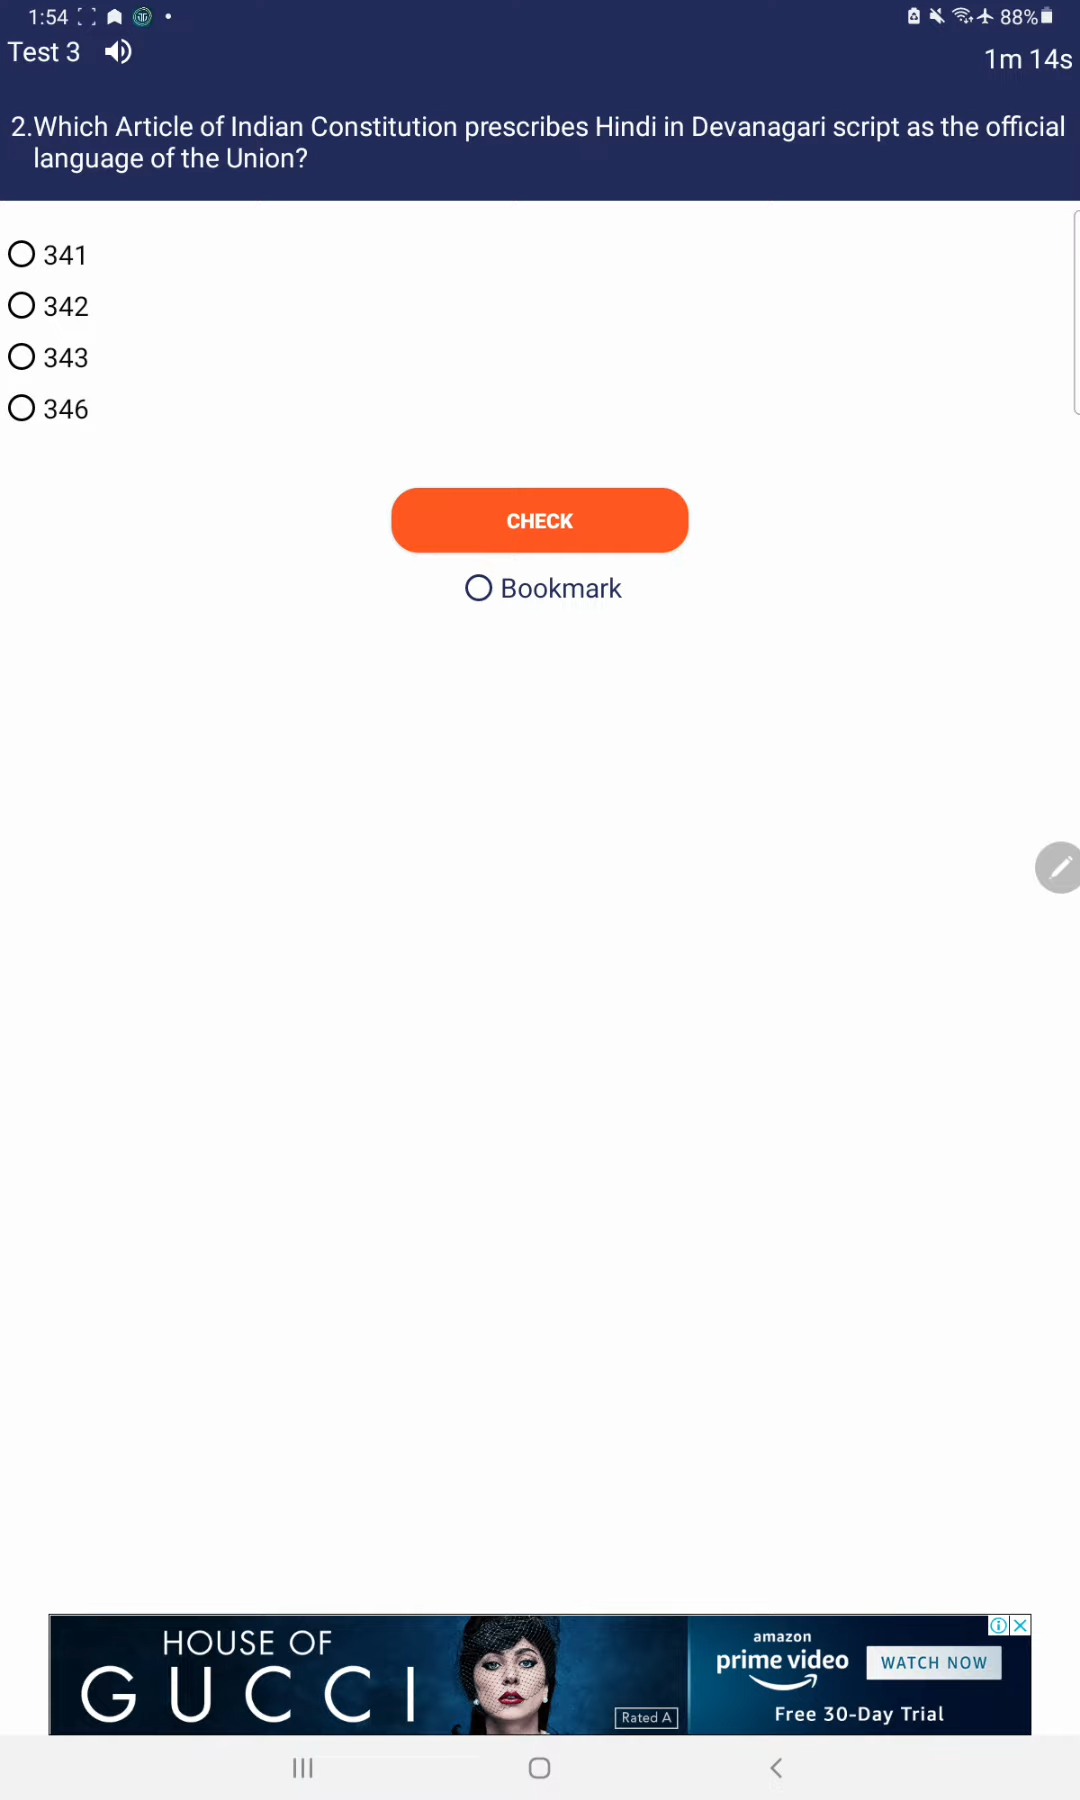 1:54
88%
Test 3
1m 14s
2.Which Article of Indian Constitution prescribes Hindi in Devanagari script as the official
language of the Union?
341
342
343
346
CHECK
Bookmark
HOUSE OF
GUCCI
Rated A
amazon
prime video
WATCH NOW
Free 30-Day Trial